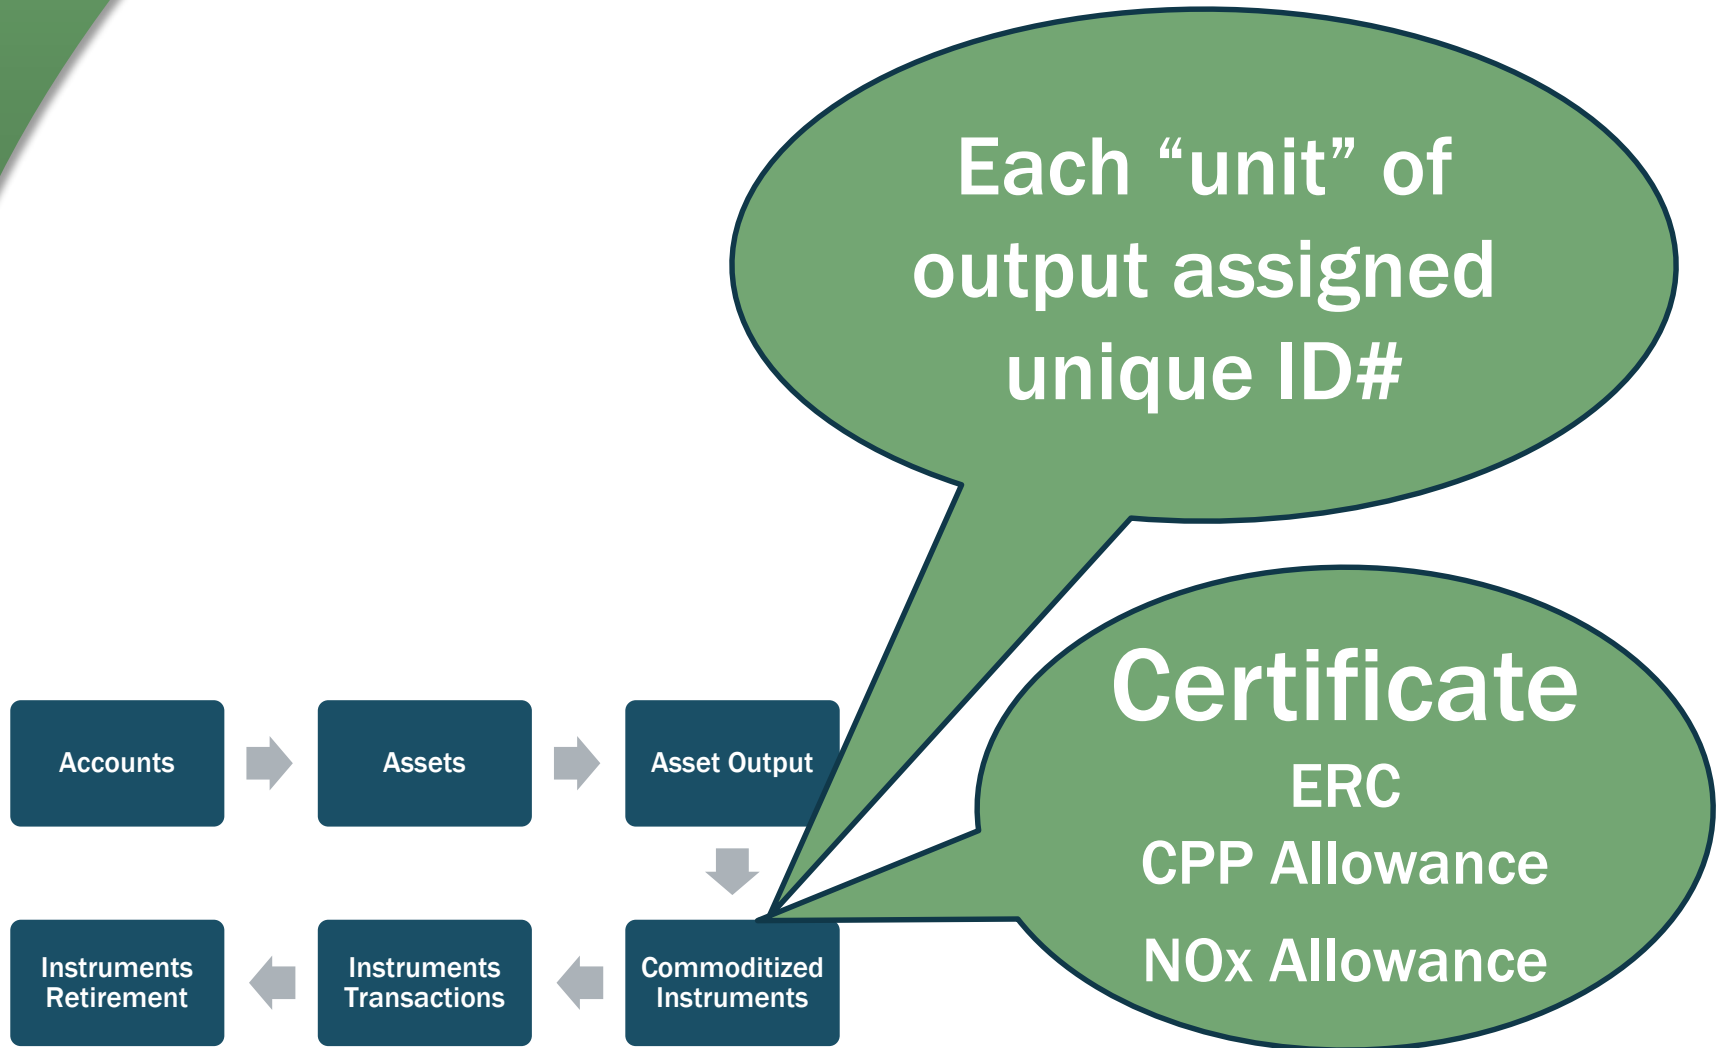 Each “unit” of
output assigned
unique ID#
Certificate
ERC
CPP Allowance
NOx Allowance
Accounts
Assets
Asset Output
Commoditized
Instruments
Instruments
Transactions
Instruments
Retirement